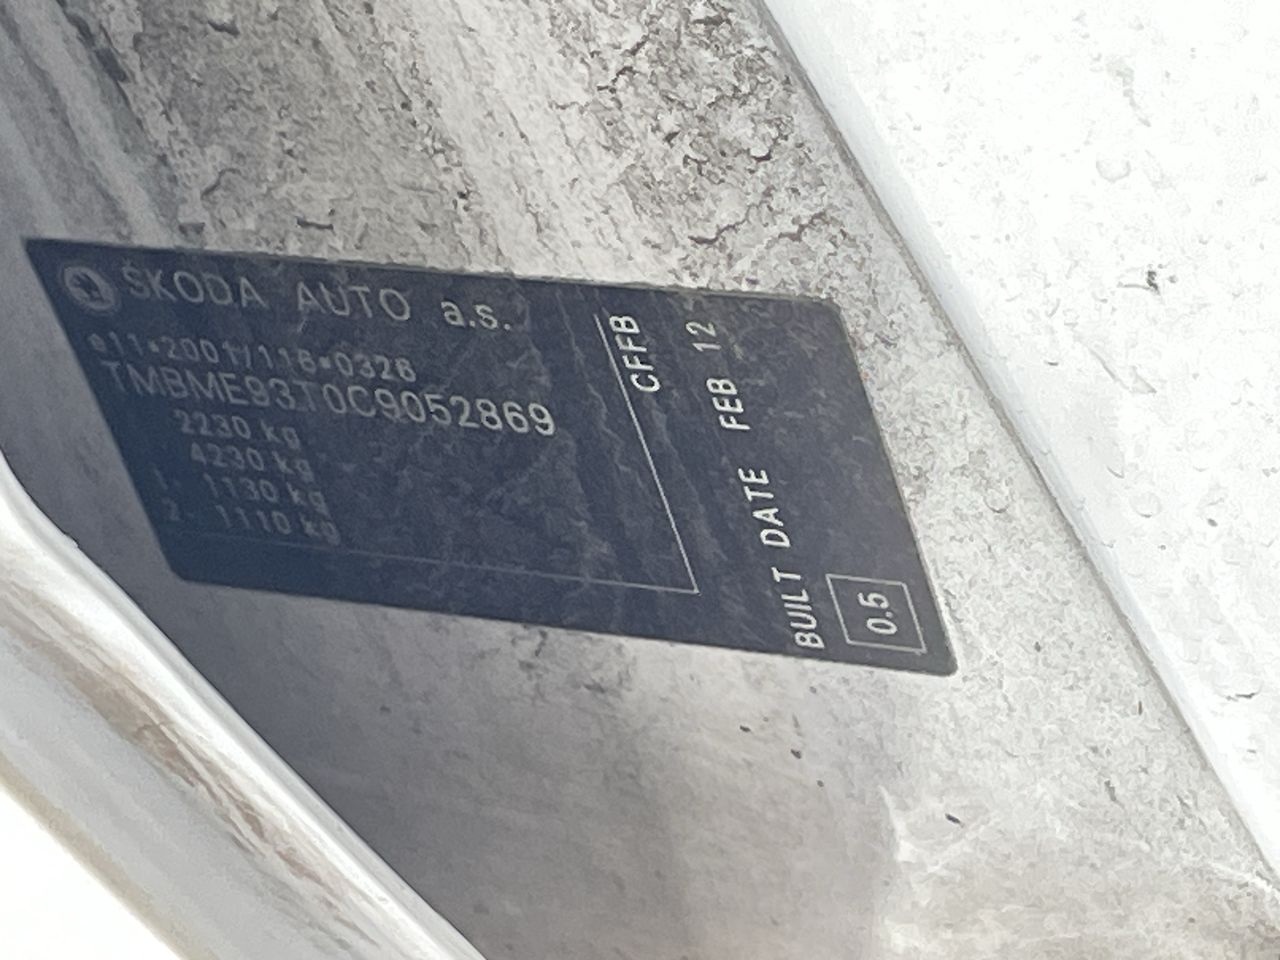 ŠKODA AUTO a.s.
e11*2001/116*0326
TMBME93T0C9052869
2230 kg
4230 kg
1- 1130 kg
2- 1110 kg
CFFB
BUILT DATE FEB 12
0.5